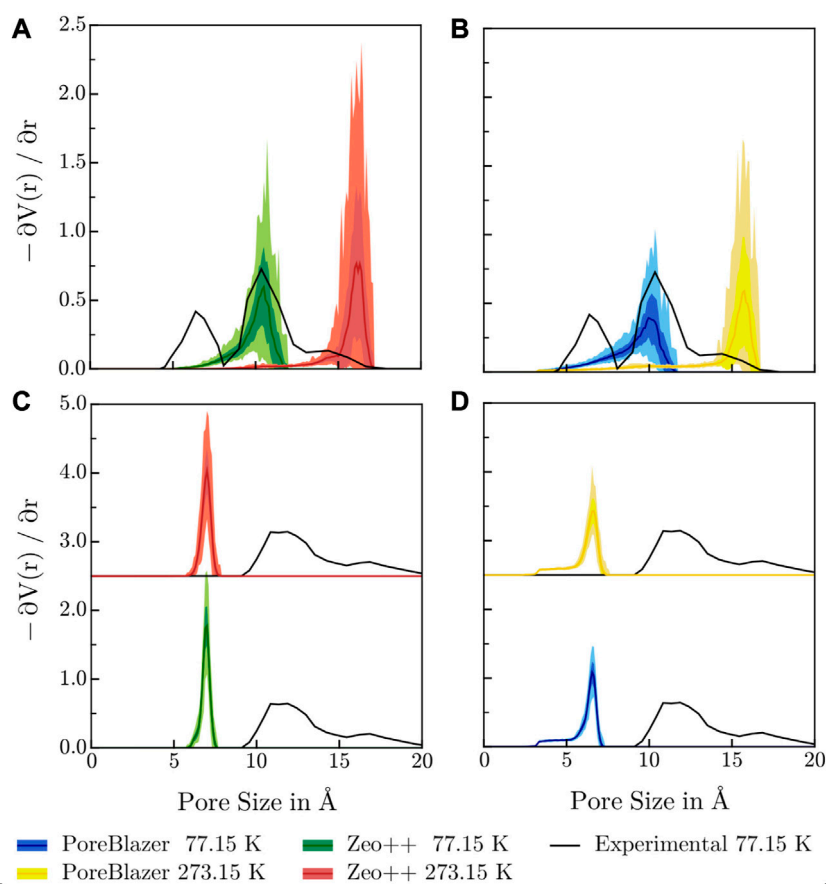 A
B
2.5
2.0
1.5
1.0
0.5
0.0
− ∂V(r) / ∂r
C
D
5.0
4.0
3.0
2.0
1.0
0.0
− ∂V(r) / ∂r
0 5 10 15 20
0 5 10 15 20
Pore Size in Å
Pore Size in Å
PoreBlazer 77.15 K Zeo++ 77.15 K Experimental 77.15 K
PoreBlazer 273.15 K Zeo++ 273.15 K